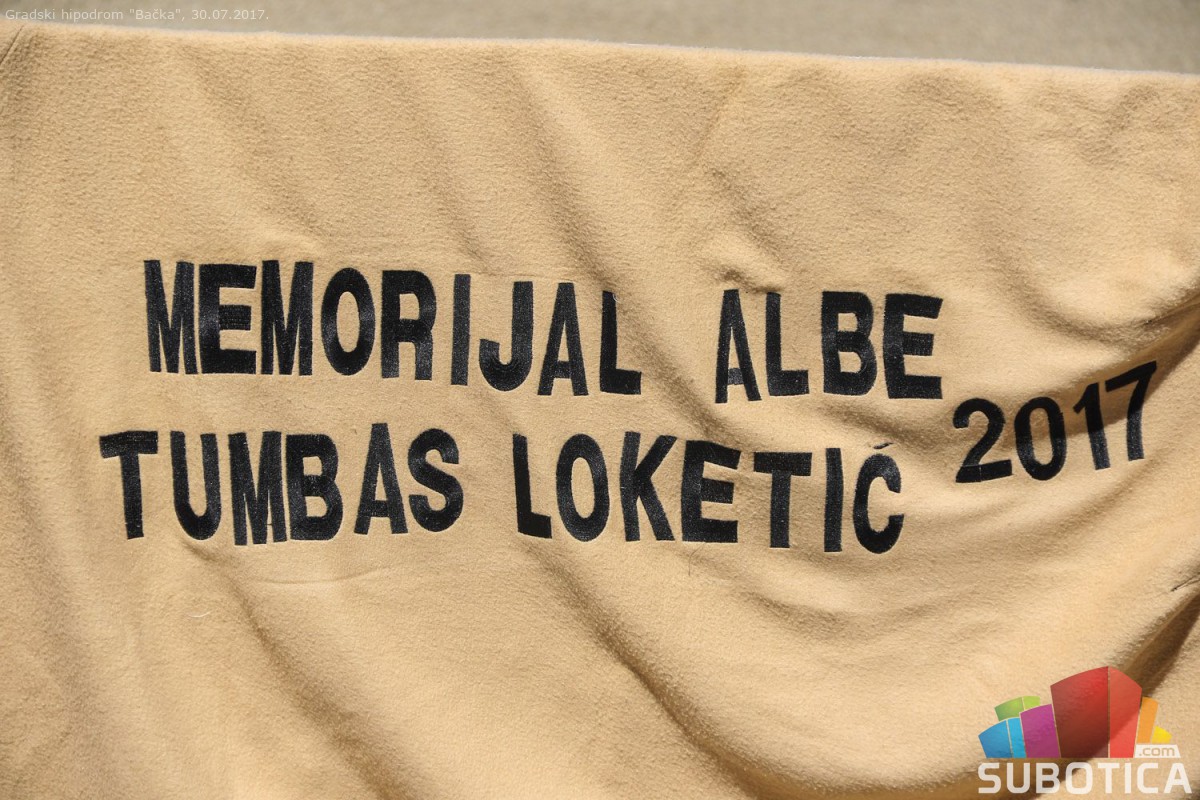 Gradski hipodrom "Bačka", 30.07.2017.
MEMORIJAL ALBE
TUMBAS LOKETIĆ 2017
.com
SUBOTICA